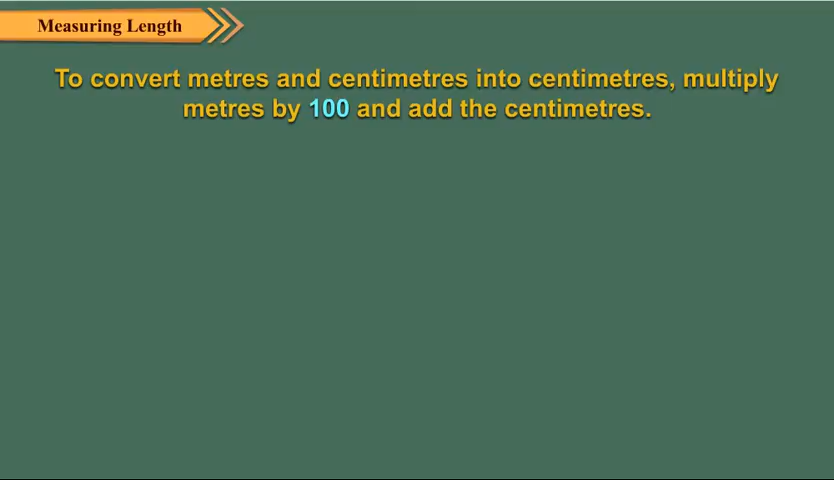 Measuring Length
To convert metres and centimetres into centimetres, multiply
metres by 100 and add the centimetres.